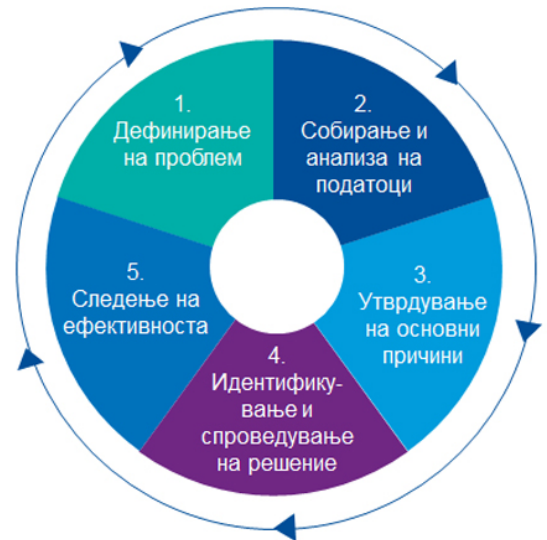 1.
Дефинирање
на проблем
2.
Собирање и
анализа на
податоци
3.
Утврдување
на основни
причини
4.
Идентифику-
вање и
спроведување
на решение
5.
Следење на
ефективноста